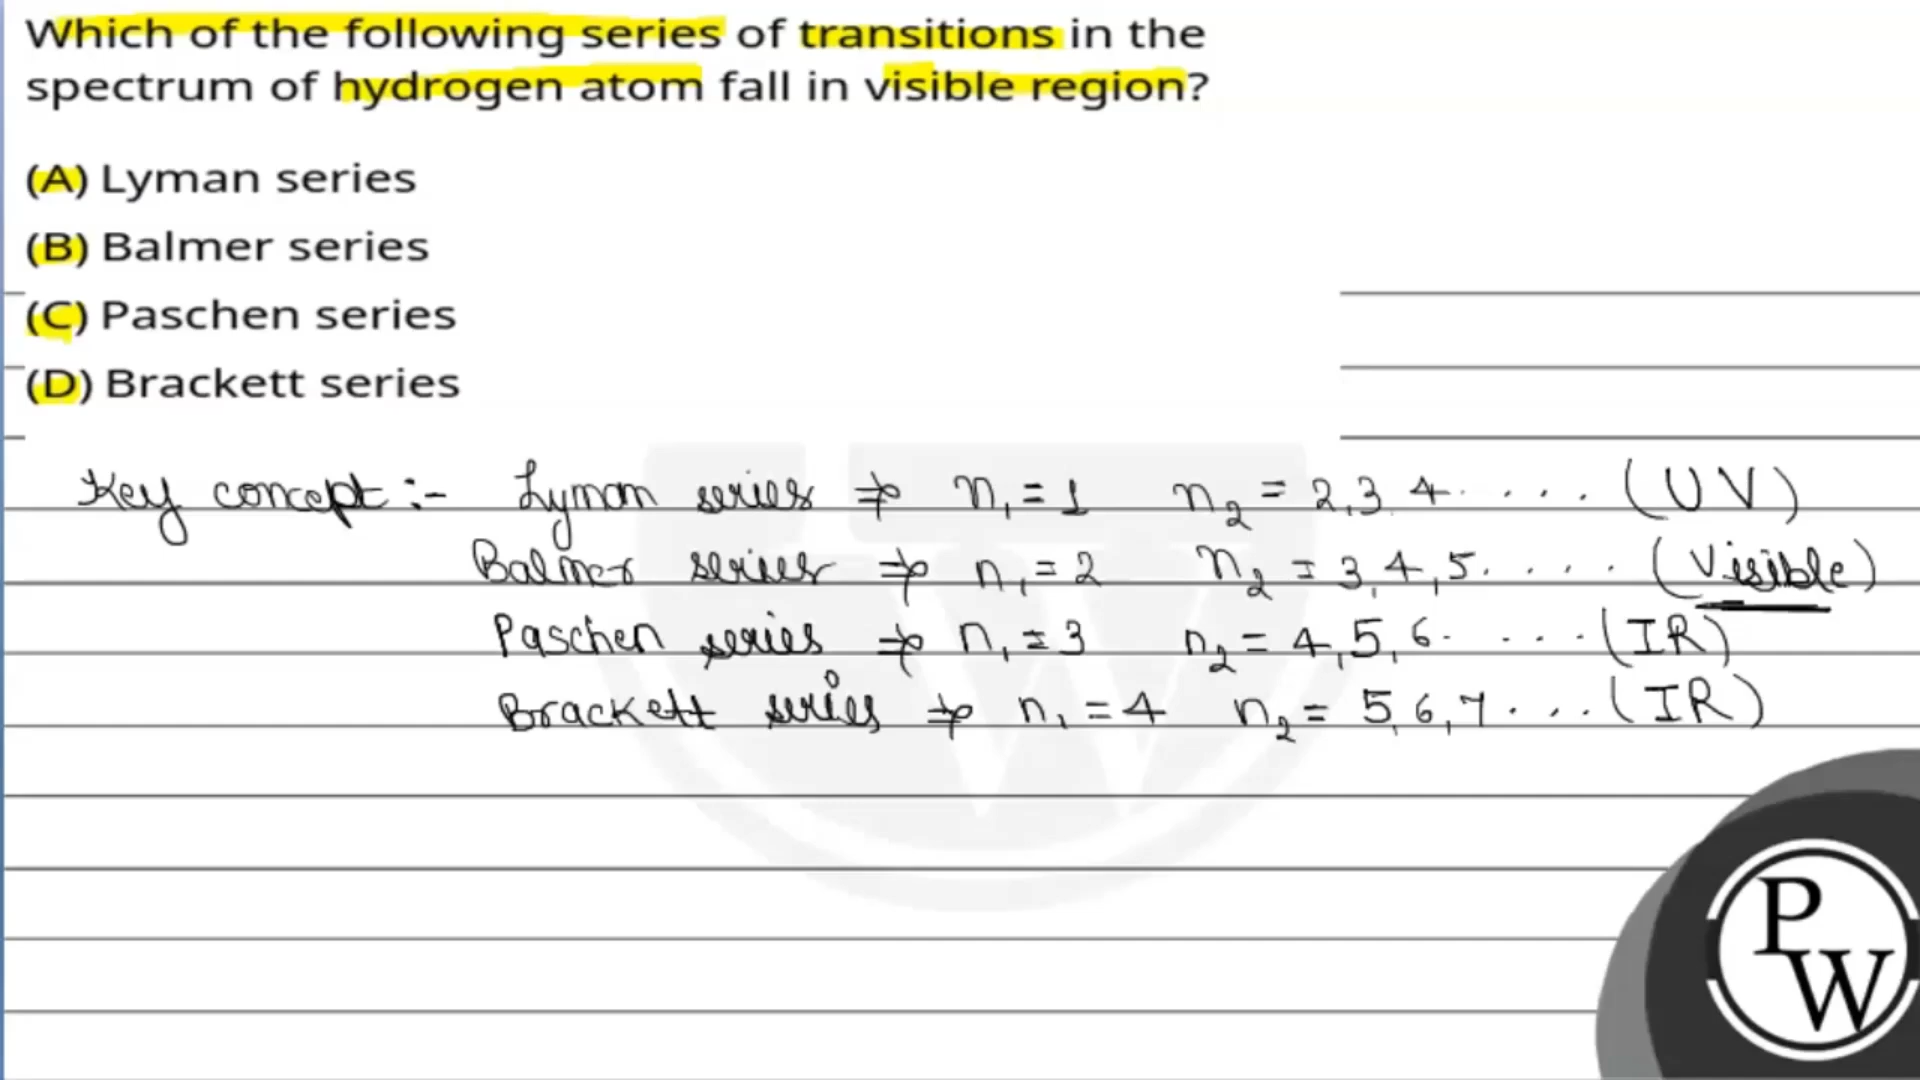 Which of the following series of transitions in the
spectrum of hydrogen atom fall in visible region?
(A) Lyman series
(B) Balmer series
(C) Paschen series
(D) Brackett series
Key concept :- Lyman series ⇒ n₁ = 1 n₂ = 2,3,4..... (UV)
Balmer series ⇒ n₁ = 2 n₂ = 3,4,5..... (Visible)
Paschen series ⇒ n₁ = 3 n₂ = 4,5,6.....(IR)
Brackett series ⇒ n₁ = 4 n₂ = 5,6,7....(IR)
PW